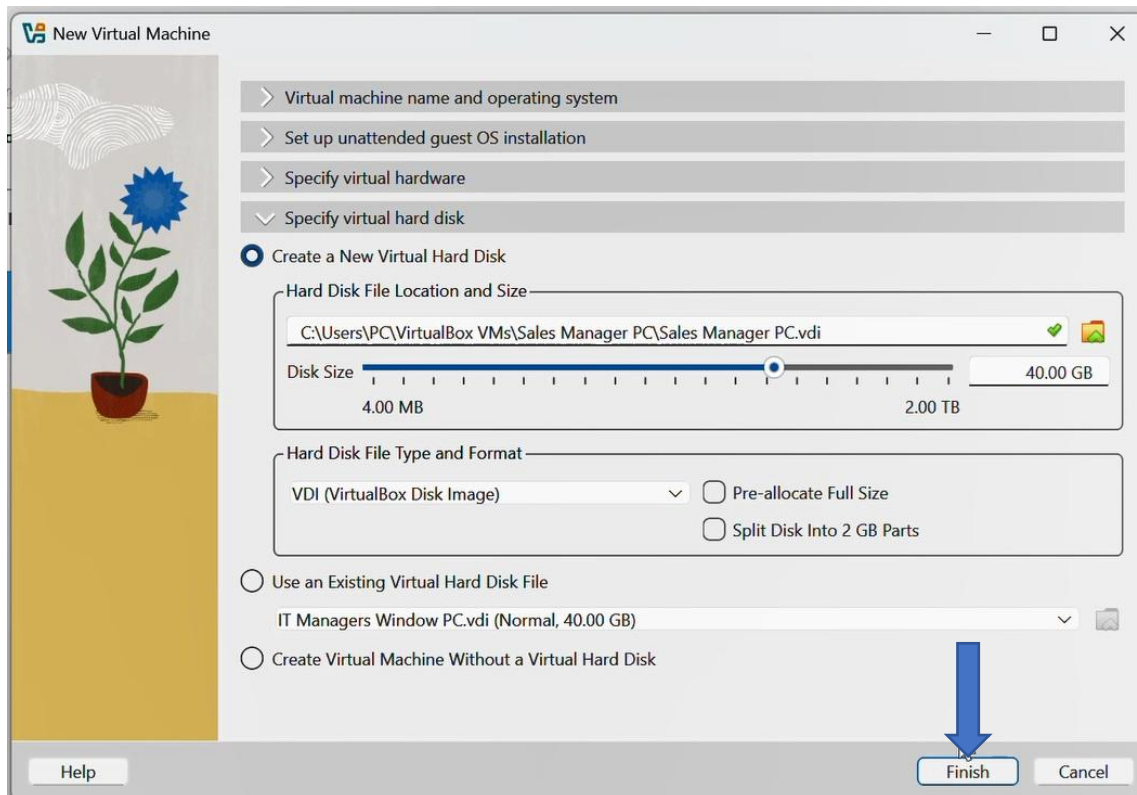 New Virtual Machine
Virtual machine name and operating system
Set up unattended guest OS installation
Specify virtual hardware
Specify virtual hard disk
Create a New Virtual Hard Disk
Hard Disk File Location and Size
C:\Users\PC\VirtualBox VMs\Sales Manager PC\Sales Manager PC.vdi
Disk Size 40.00 GB
4.00 MB 2.00 TB
Hard Disk File Type and Format
VDI (VirtualBox Disk Image) Pre-allocate Full Size
Split Disk Into 2 GB Parts
Use an Existing Virtual Hard Disk File
IT Managers Window PC.vdi (Normal, 40.00 GB)
Create Virtual Machine Without a Virtual Hard Disk
Help Finish Cancel